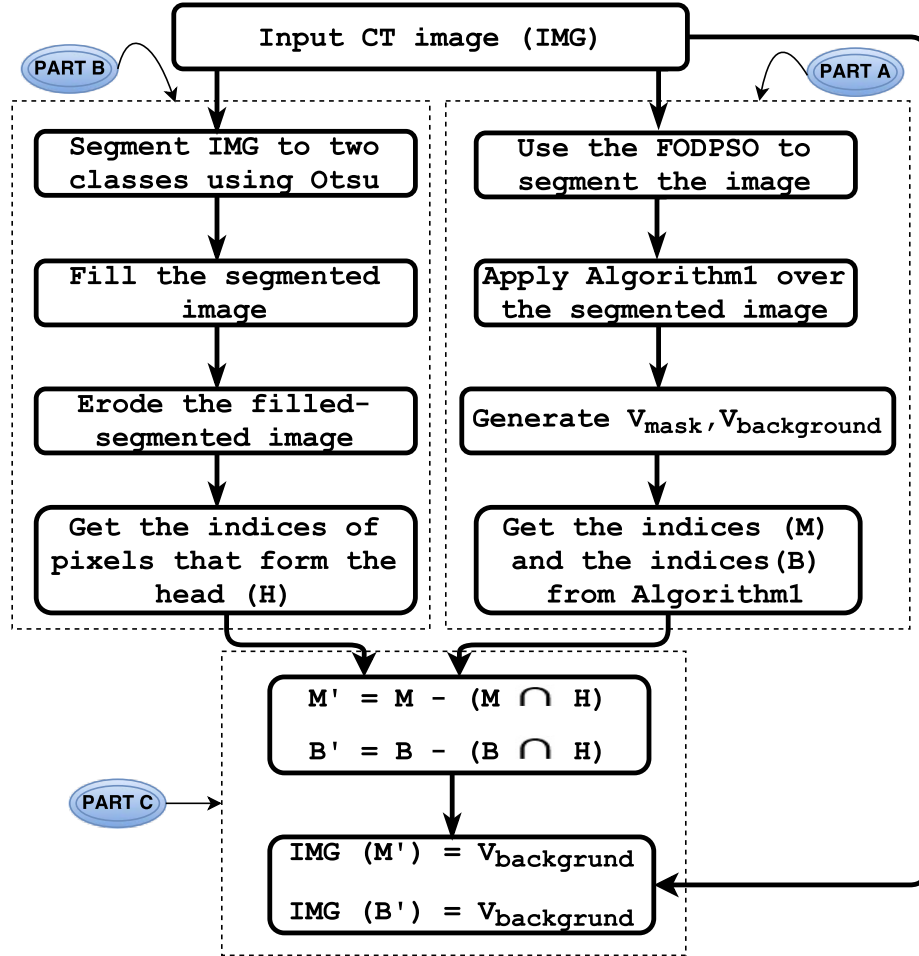 Input CT image (IMG)
PART B
PART A
Segment IMG to two
classes using Otsu
Fill the segmented
image
Erode the filled-
segmented image
Get the indices of
pixels that form the
head (H)
Use the FODPSO to
segment the image
Apply Algorithm1 over
the segmented image
Generate Vmask,Vbackground
Get the indices (M)
and the indices(B)
from Algorithm1
M' = M - (M ∩ H)
B' = B - (B ∩ H)
PART C
IMG (M') = Vbackgrund
IMG (B') = Vbackgrund